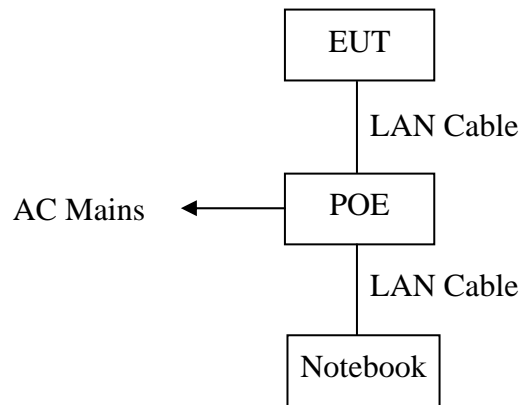 EUT
LAN Cable
AC Mains
POE
LAN Cable
Notebook